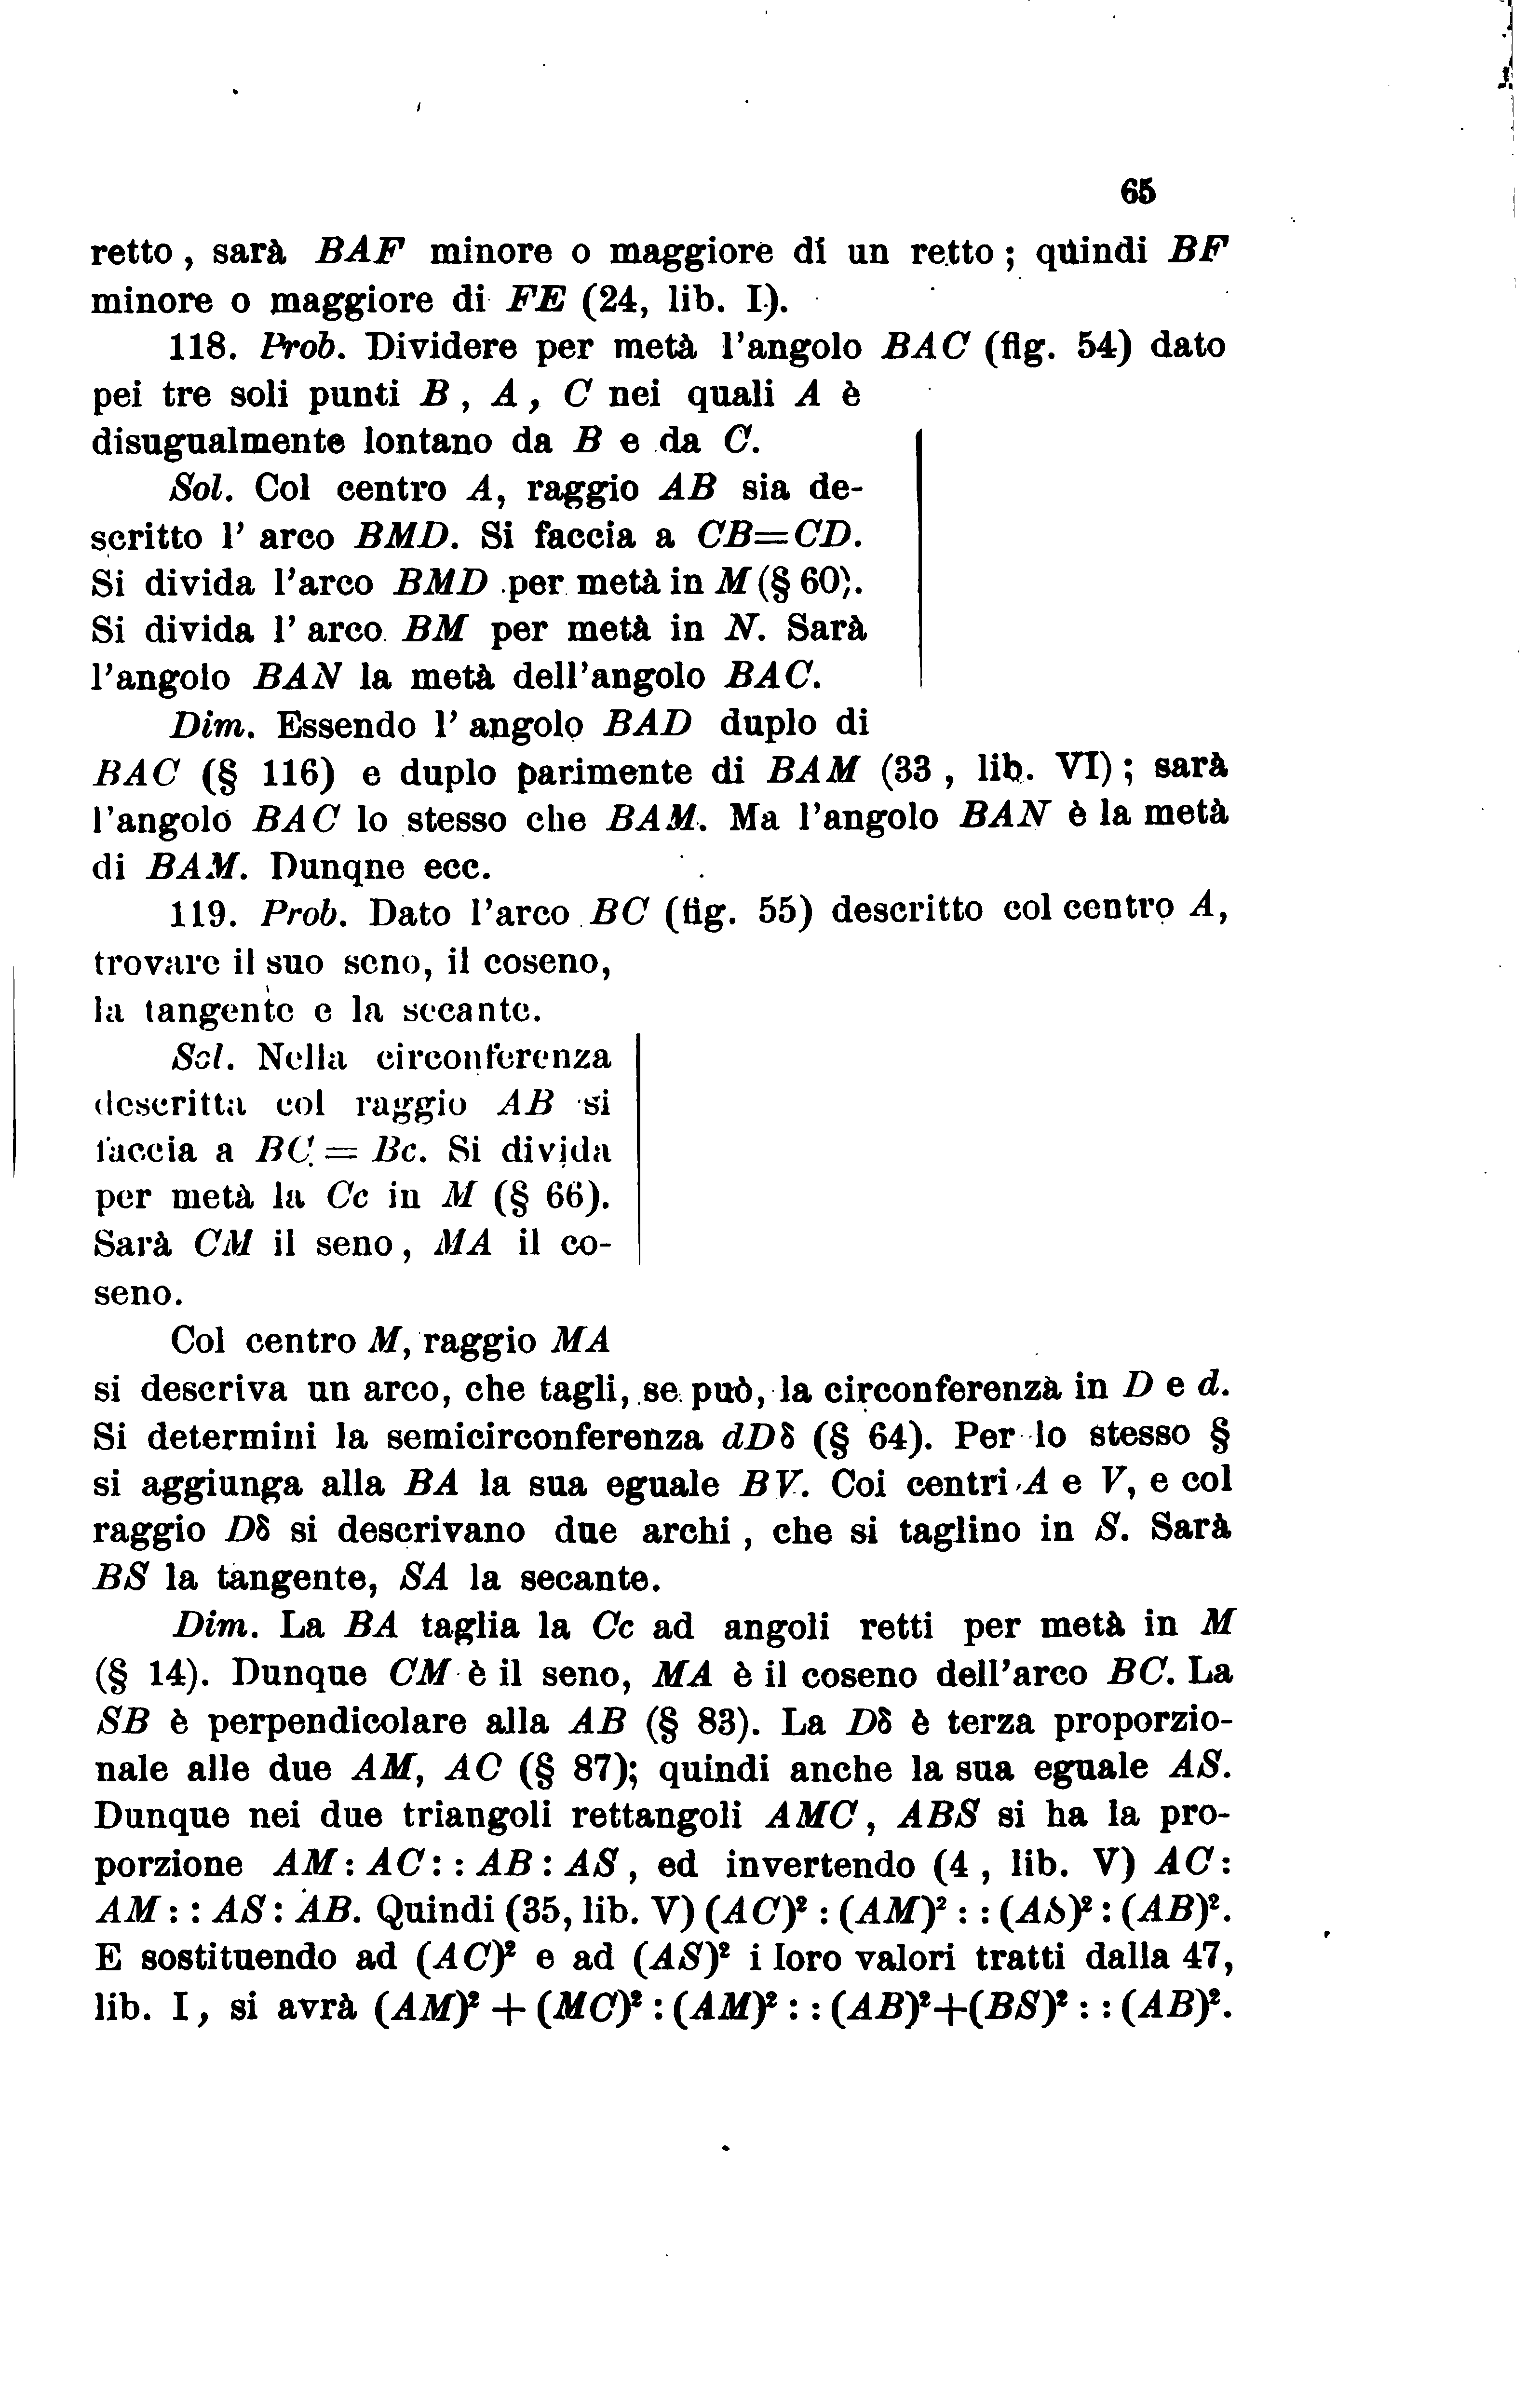 65
retto, sarà BAF minore o maggiore di un retto; quindi BF
minore o maggiore di FE (24, lib. I).
118. Prob. Dividere per metà l'angolo BAC (fig. 54) dato
pei tre soli punti B, A, C nei quali A è
disugualmente lontano da B e da C.
Sol. Col centro A, raggio AB sia de-
scritto l' arco BMD. Si faccia a CB=CD.
Si divida l'arco BMD per metà in M (§ 60).
Si divida l' arco BM per metà in N. Sarà
l'angolo BAN la metà dell'angolo BAC.
Dim. Essendo l' angolo BAD duplo di
BAC (§ 116) e duplo parimente di BAM (33, lib. VI); sarà
l'angolo BAC lo stesso che BAM. Ma l'angolo BAN è la metà
di BAM. Dunqne ecc.
119. Prob. Dato l'arco BC (fig. 55) descritto col centro A,
trovare il suo seno, il coseno,
la tangente e la secante.
Sol. Nella circonferenza
descritta col raggio AB si
faccia a BC = Bc. Si divida
per metà la Cc in M (§ 66).
Sarà CM il seno, MA il co-
seno.
Col centro M, raggio MA
si descriva un arco, che tagli, se può, la circonferenza in D e d.
Si determini la semicirconferenza dDδ (§ 64). Per lo stesso §
si aggiunga alla BA la sua eguale BV. Coi centri A e V, e col
raggio Dδ si descrivano due archi, che si taglino in S. Sarà
BS la tangente, SA la secante.
Dim. La BA taglia la Cc ad angoli retti per metà in M
(§ 14). Dunque CM è il seno, MA è il coseno dell'arco BC. La
SB è perpendicolare alla AB (§ 83). La Dδ è terza proporzio-
nale alle due AM, AC (§ 87); quindi anche la sua eguale AS.
Dunque nei due triangoli rettangoli AMC, ABS si ha la pro-
porzione AM: AC:: AB: AS, ed invertendo (4, lib. V) AC:
AM:: AS: AB. Quindi (35, lib. V) (AC)²: (AM)²:: (AS)²: (AB)².
E sostituendo ad (AC)² e ad (AS)² i loro valori tratti dalla 47,
lib. I, si avrà (AM)² + (MC)²: (AM)²:: (AB)²+(BS)²:: (AB)².